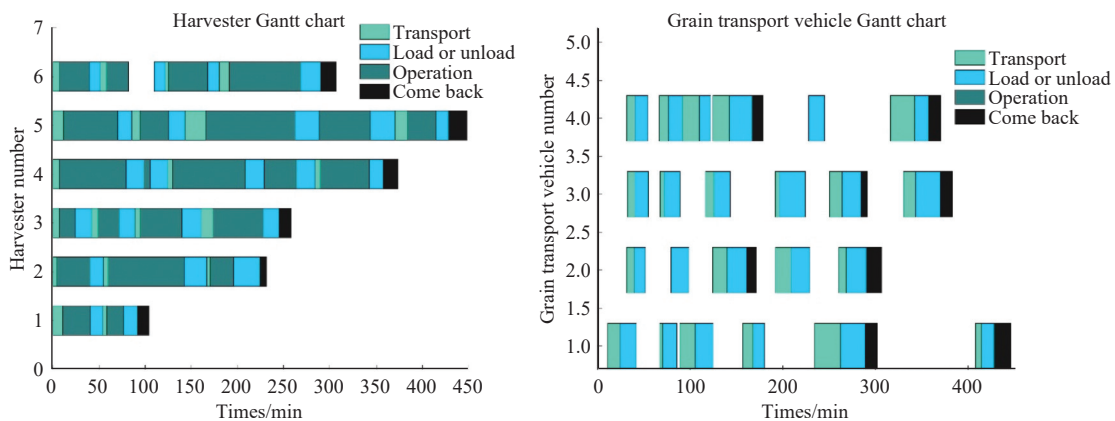 Harvester Gantt chart
7
6
5
4
3
2
1
0
Harvester number
Transport
Load or unload
Operation
Come back
0
50
100
150
200
250
300
350
400
450
Times/min
Grain transport vehicle Gantt chart
5.0
4.5
4.0
3.5
3.0
2.5
2.0
1.5
1.0
Grain transport vehicle number
Transport
Load or unload
Operation
Come back
0
100
200
300
400
Times/min